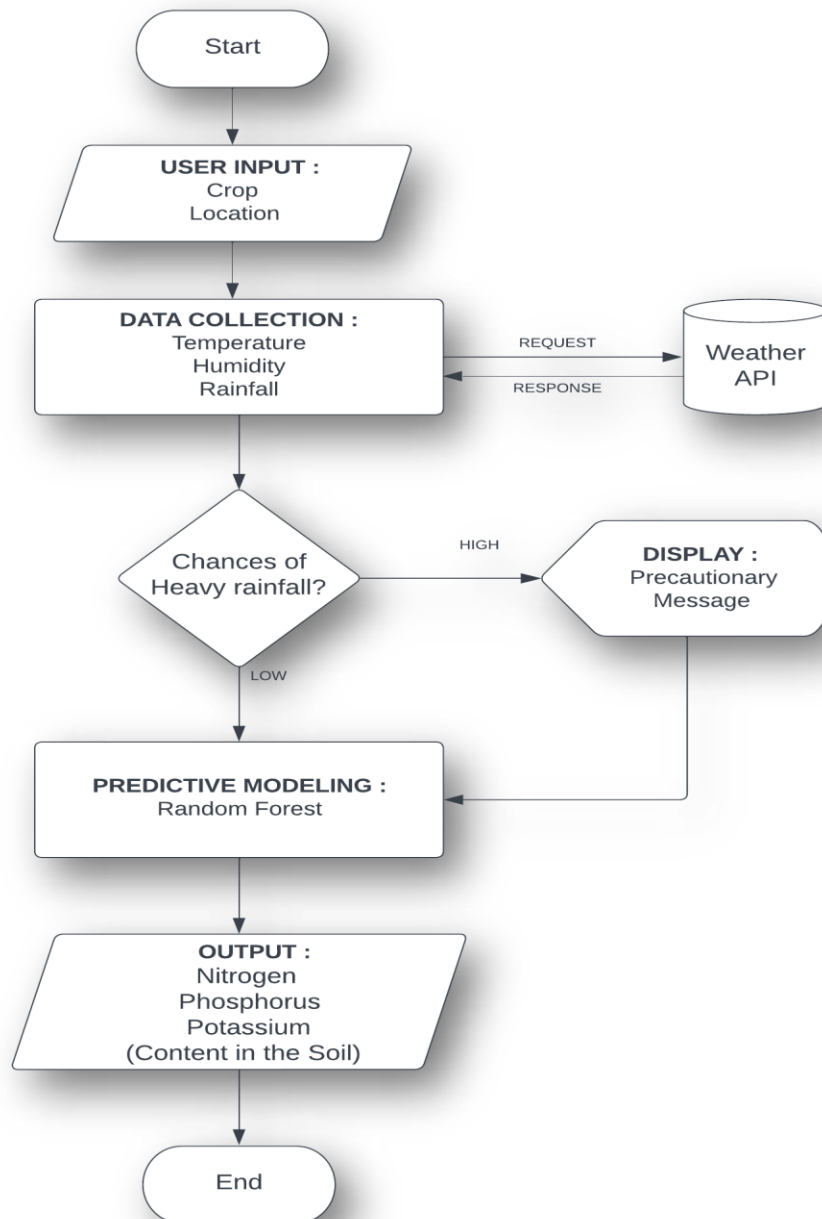 Start
USER INPUT :
Crop
Location
DATA COLLECTION :
Temperature
Humidity
Rainfall
REQUEST
RESPONSE
Weather
API
Chances of
Heavy rainfall?
HIGH
DISPLAY :
Precautionary
Message
LOW
PREDICTIVE MODELING :
Random Forest
OUTPUT :
Nitrogen
Phosphorus
Potassium
(Content in the Soil)
End